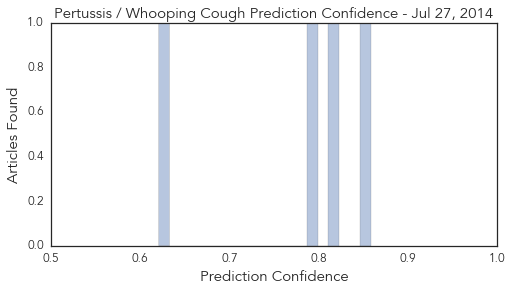 Pertussis / Whooping Cough Prediction Confidence - Jul 27, 2014
1.0
0.8
0.6
0.4
0.2
0.0
Articles Found
0.5 0.6 0.7 0.8 0.9 1.0
Prediction Confidence